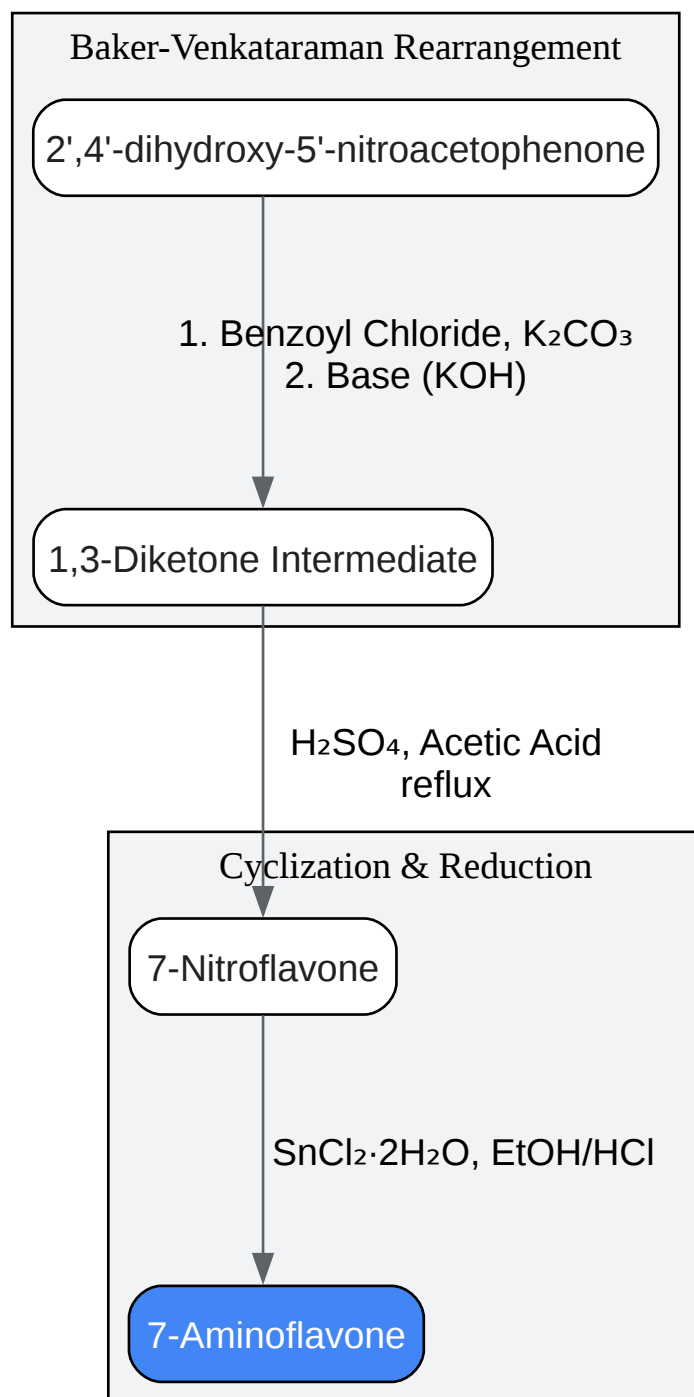 Baker-Venkataraman Rearrangement
2',4'-dihydroxy-5'-nitroacetophenone
1. Benzoyl Chloride, K₂CO₃
2. Base (KOH)
1,3-Diketone Intermediate
H₂SO₄, Acetic Acid
reflux
Cyclization & Reduction
7-Nitroflavone
SnCl₂·2H₂O, EtOH/HCl
7-Aminoflavone